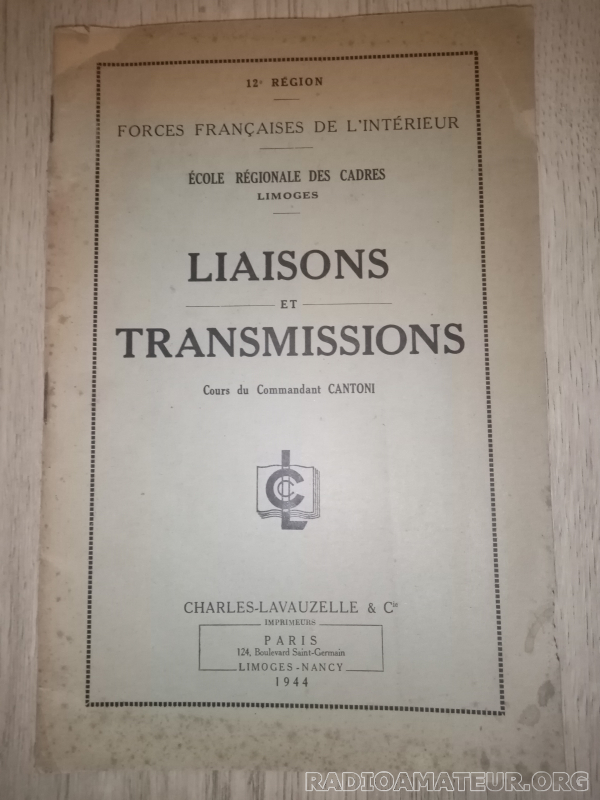 12e RÉGION
FORCES FRANÇAISES DE L'INTÉRIEUR
ÉCOLE RÉGIONALE DES CADRES
LIMOGES
LIAISONS
ET
TRANSMISSIONS
Cours du Commandant CANTONI
LCC
CHARLES-LAVAUZELLE & Cie
IMPRIMEURS
PARIS
124, Boulevard Saint-Germain
LIMOGES-NANCY
1944
RADIOAMATEUR.ORG